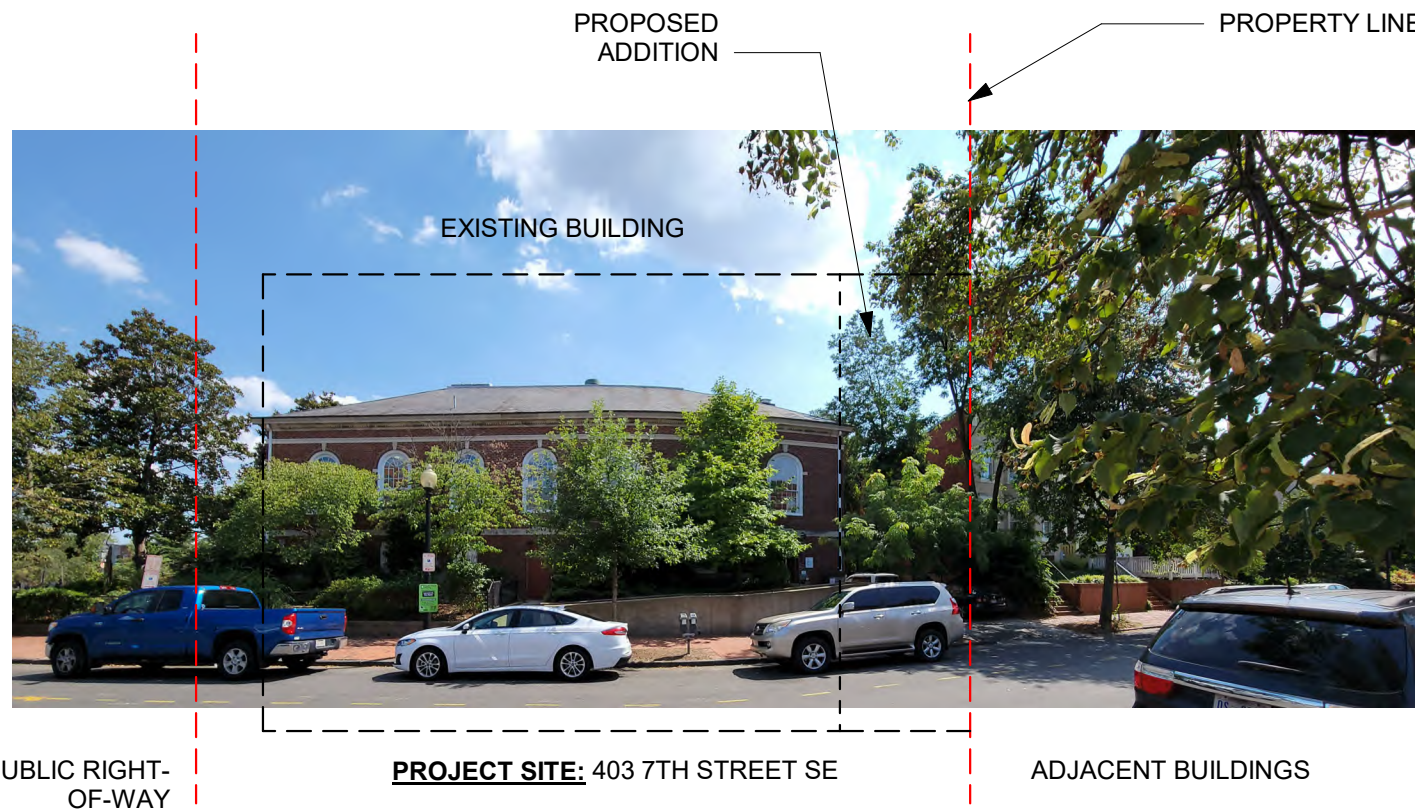 PROPOSED
ADDITION
PROPERTY LINE
EXISTING BUILDING
UBLIC RIGHT-
OF-WAY
PROJECT SITE: 403 7TH STREET SE
ADJACENT BUILDINGS